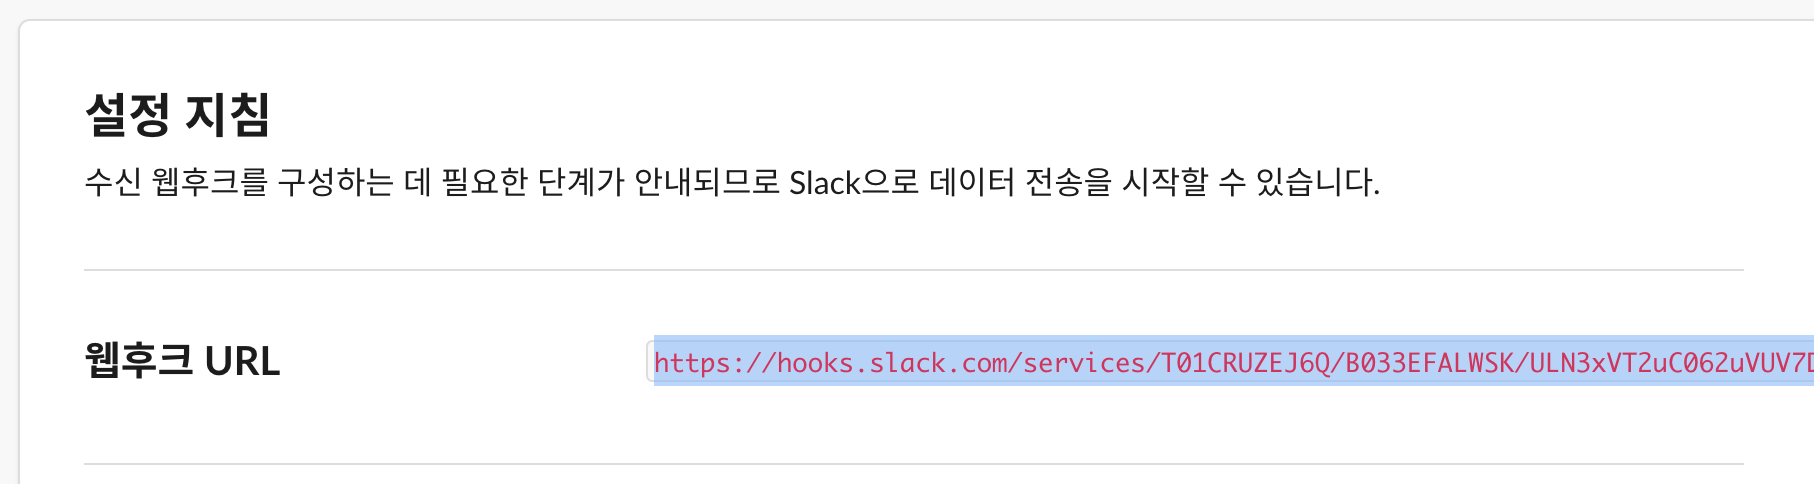 설정 지침
수신 웹후크를 구성하는 데 필요한 단계가 안내되므로 Slack으로 데이터 전송을 시작할 수 있습니다.
웹후크 URL
https://hooks.slack.com/services/T01CRUZEJ6Q/B033EFALWSK/ULN3xVT2uC062uVUV7D